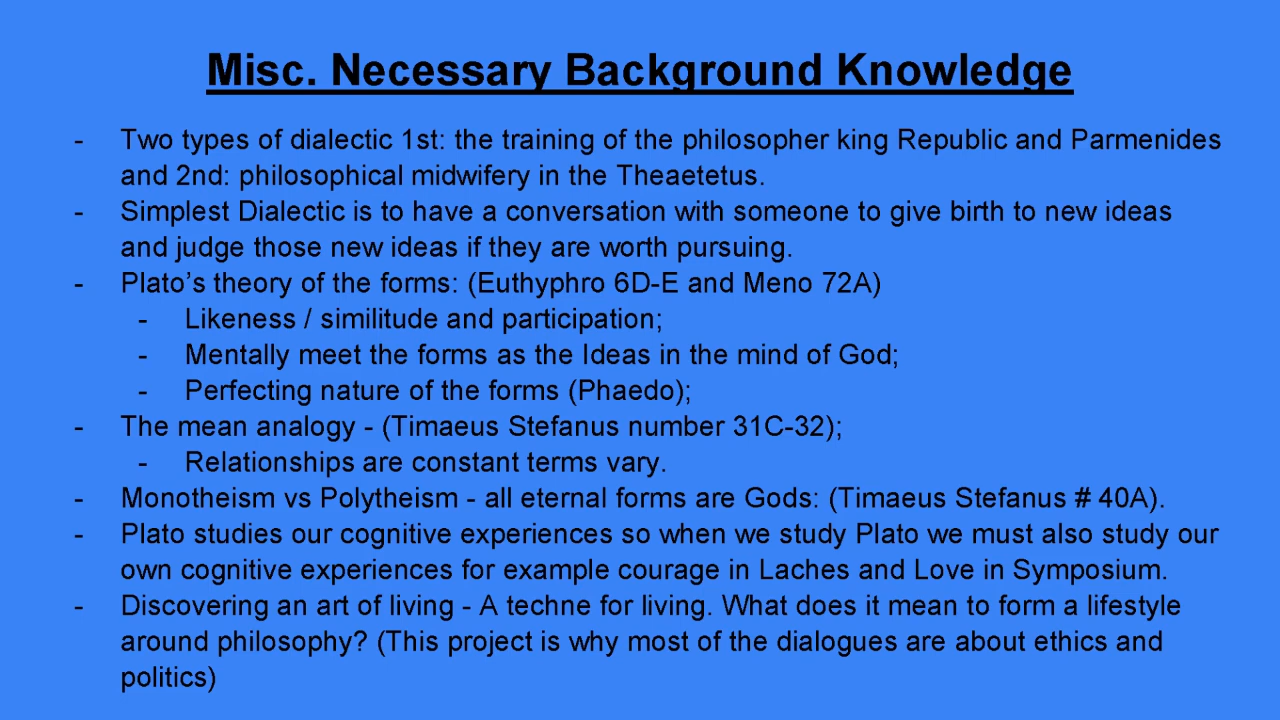 Misc. Necessary Background Knowledge
- Two types of dialectic 1st: the training of the philosopher king Republic and Parmenides
and 2nd: philosophical midwifery in the Theaetetus.
- Simplest Dialectic is to have a conversation with someone to give birth to new ideas
and judge those new ideas if they are worth pursuing.
- Plato’s theory of the forms: (Euthyphro 6D-E and Meno 72A)
- Likeness / similitude and participation;
- Mentally meet the forms as the Ideas in the mind of God;
- Perfecting nature of the forms (Phaedo);
- The mean analogy - (Timaeus Stefanus number 31C-32);
- Relationships are constant terms vary.
- Monotheism vs Polytheism - all eternal forms are Gods: (Timaeus Stefanus # 40A).
- Plato studies our cognitive experiences so when we study Plato we must also study our
own cognitive experiences for example courage in Laches and Love in Symposium.
- Discovering an art of living - A techne for living. What does it mean to form a lifestyle
around philosophy? (This project is why most of the dialogues are about ethics and
politics)